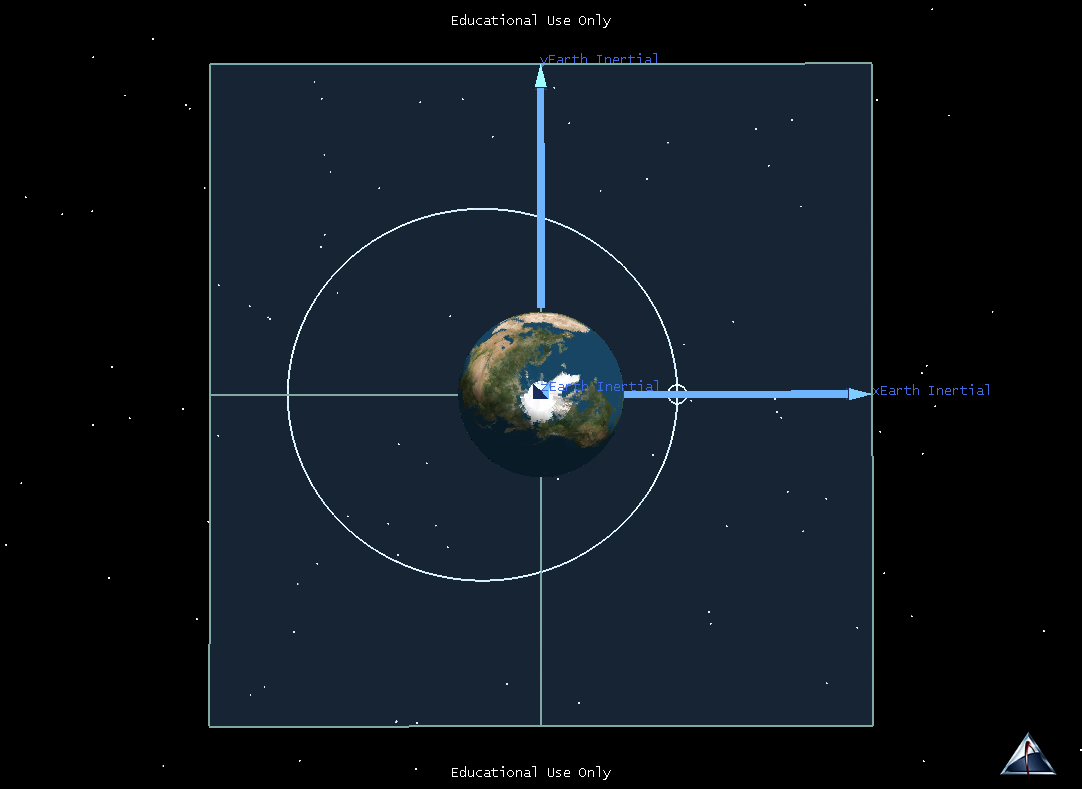 Educational Use Only
yEarth Inertial
zEarth Inertial
xEarth Inertial
Educational Use Only